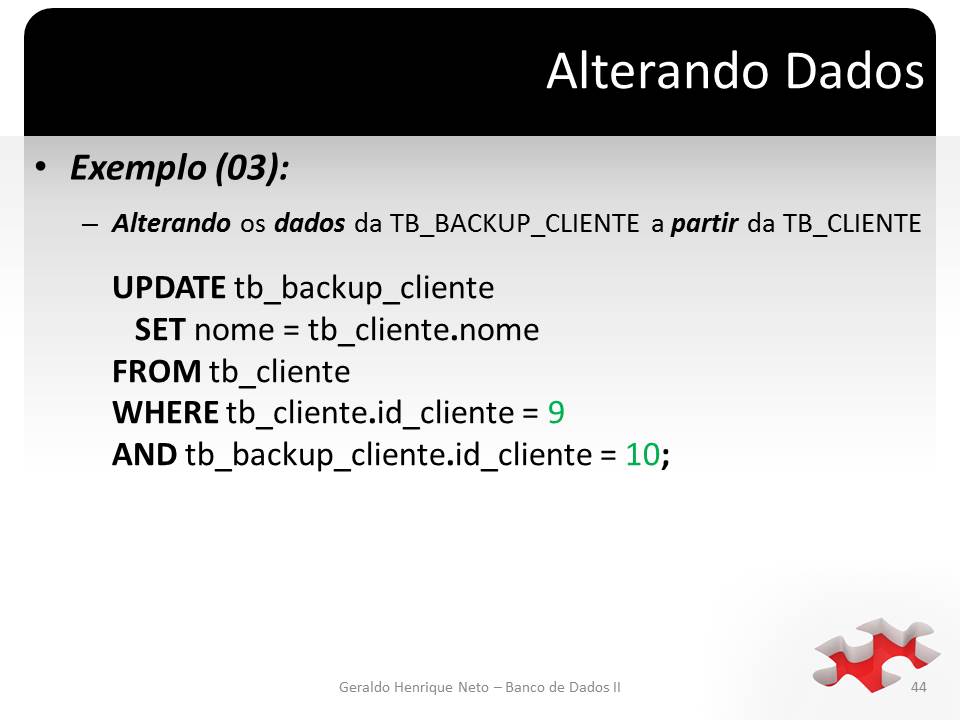 Alterando Dados
• Exemplo (03):
– Alterando os dados da TB_BACKUP_CLIENTE a partir da TB_CLIENTE
UPDATE tb_backup_cliente
SET nome = tb_cliente.nome
FROM tb_cliente
WHERE tb_cliente.id_cliente = 9
AND tb_backup_cliente.id_cliente = 10;
Geraldo Henrique Neto – Banco de Dados II
44